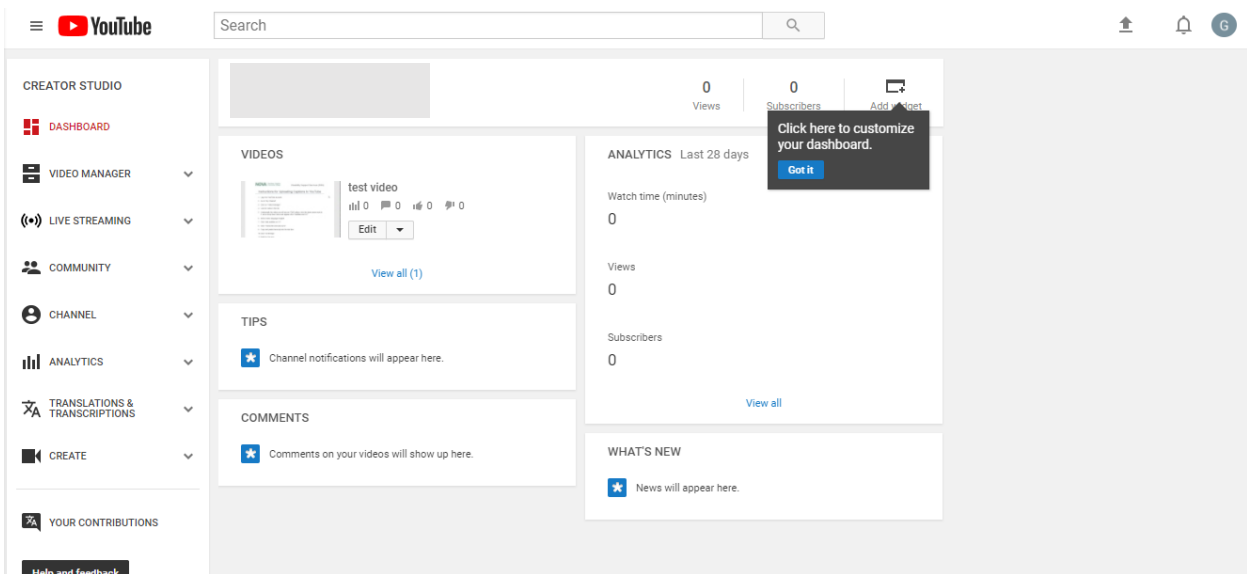 YouTube
Search
G
CREATOR STUDIO
DASHBOARD
VIDEO MANAGER
LIVE STREAMING
COMMUNITY
CHANNEL
ANALYTICS
TRANSLATIONS &
TRANSCRIPTIONS
CREATE
YOUR CONTRIBUTIONS
Help and feedback
0
Views
0
Subscribers
Add widget
Click here to customize
your dashboard.
Got it
VIDEOS
test video
0 0 0 0
Edit
View all (1)
TIPS
Channel notifications will appear here.
COMMENTS
Comments on your videos will show up here.
ANALYTICS Last 28 days
Watch time (minutes)
0
Views
0
Subscribers
0
View all
WHAT'S NEW
News will appear here.